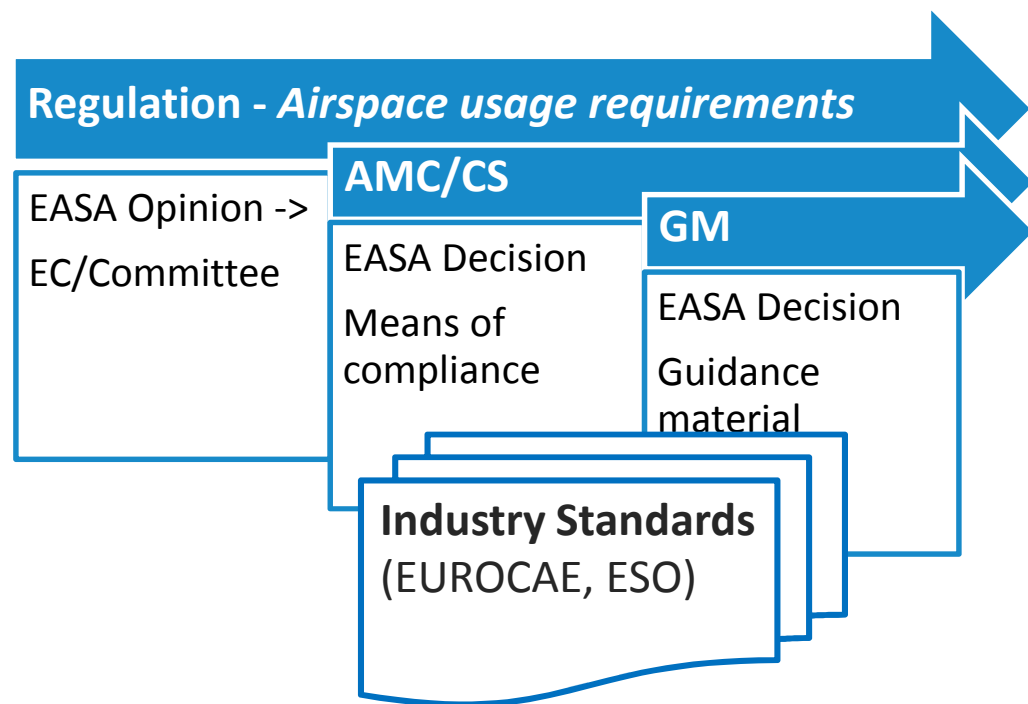 Regulation - Airspace usage requirements
EASA Opinion ->
EC/Committee
AMC/CS
EASA Decision
Means of
compliance
GM
EASA Decision
Guidance
material
Industry Standards
(EUROCAE, ESO)